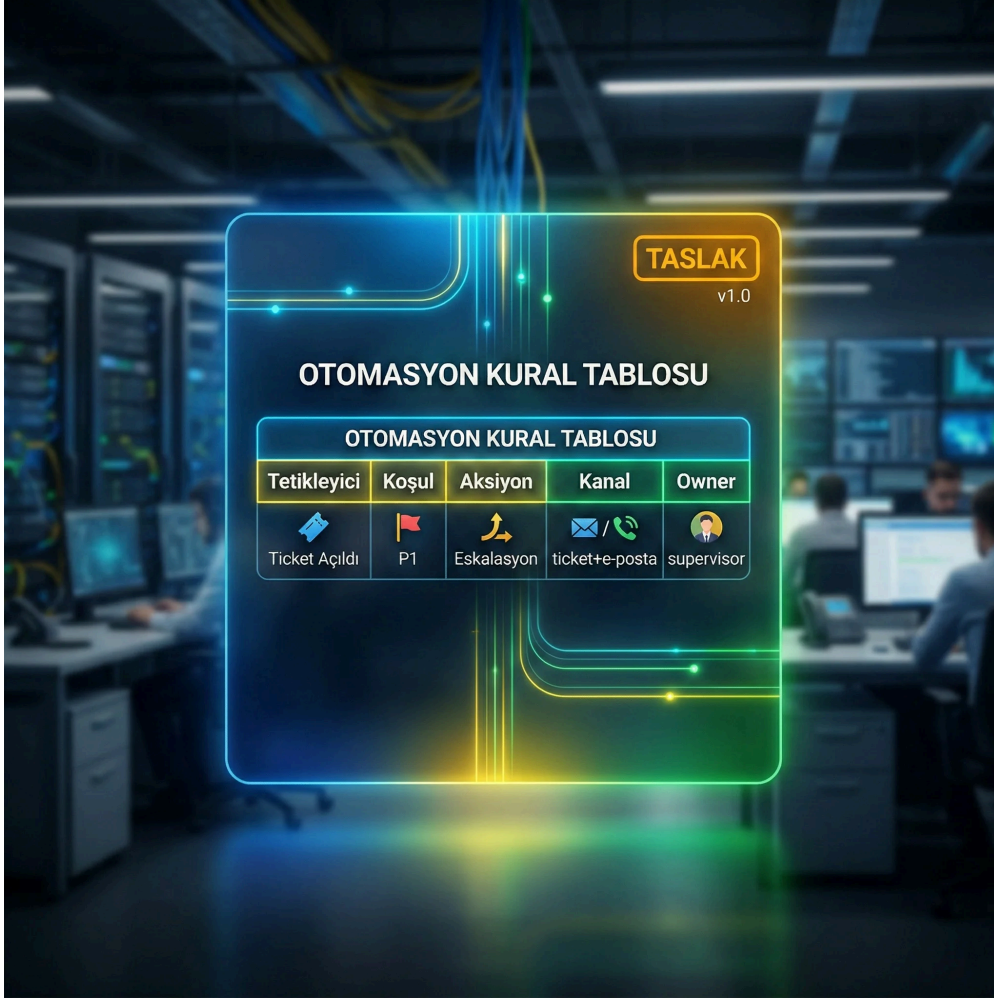 TASLAK
v1.0
OTOMASYON KURAL TABLOSU
OTOMASYON KURAL TABLOSU
Tetikleyici Koşul Aksiyon Kanal Owner
/
Ticket Açıldı P1 Eskalasyon ticket+e-posta supervisor